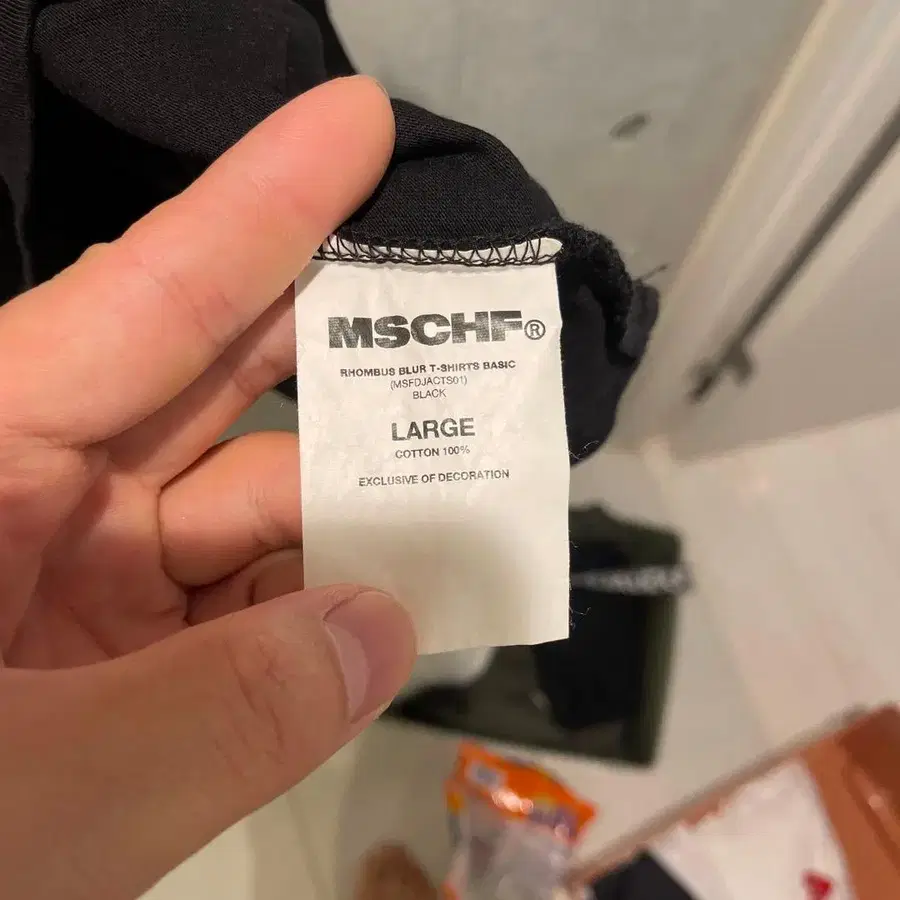 MSCHF®
RHOMBUS BLUR T-SHIRTS BASIC
(MSFDJACTS01)
BLACK
LARGE
COTTON 100%
EXCLUSIVE OF DECORATION